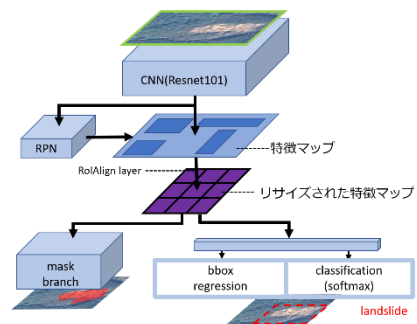 CNN(Resnet101)
RPN
特徴マップ
RoIAlign layer
リサイズされた特徴マップ
mask
branch
bbox
regression
classification
(softmax)
landslide